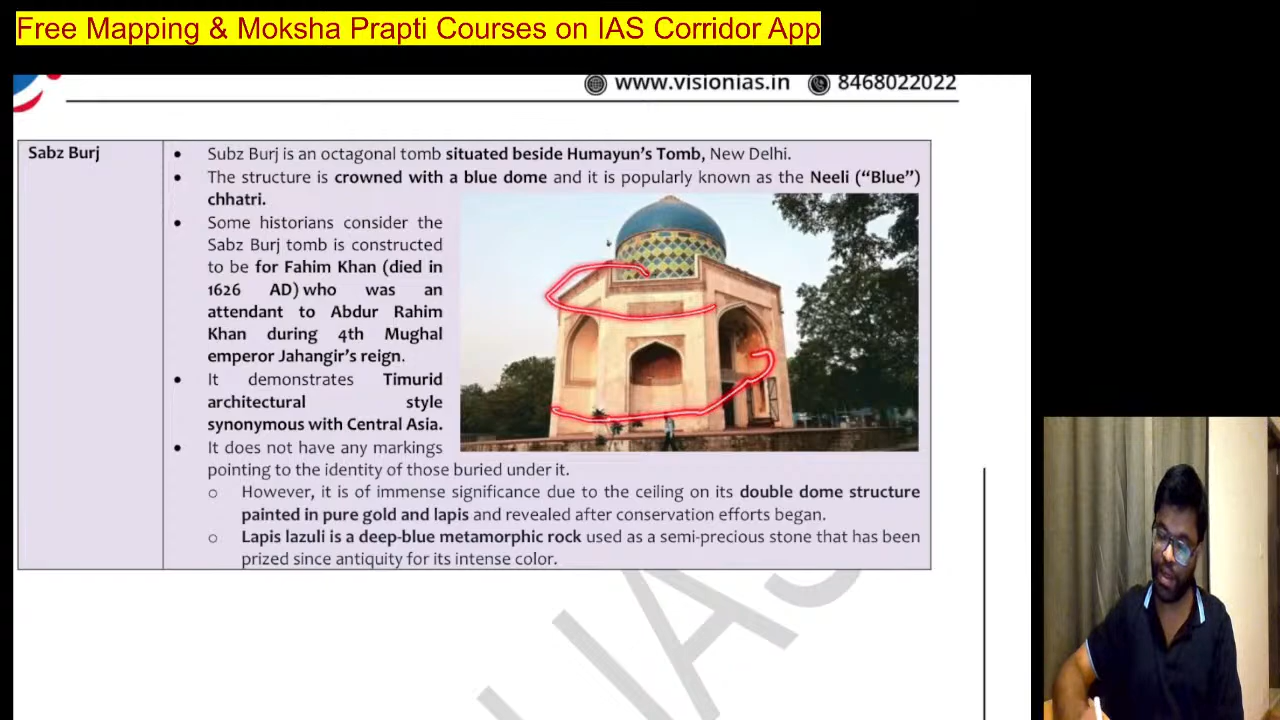 Free Mapping & Moksha Prapti Courses on IAS Corridor App
www.visionias.in 8468022022
Sabz Burj
• Subz Burj is an octagonal tomb situated beside Humayun's Tomb, New Delhi.
• The structure is crowned with a blue dome and it is popularly known as the Neeli ("Blue")
chhatri.
• Some historians consider the
Sabz Burj tomb is constructed
to be for Fahim Khan (died in
1626 AD) who was an
attendant to Abdur Rahim
Khan during 4th Mughal
emperor Jahangir's reign.
• It demonstrates Timurid
architectural style
synonymous with Central Asia.
• It does not have any markings
pointing to the identity of those buried under it.
o However, it is of immense significance due to the ceiling on its double dome structure
painted in pure gold and lapis and revealed after conservation efforts began.
o Lapis lazuli is a deep-blue metamorphic rock used as a semi-precious stone that has been
prized since antiquity for its intense color.
IAS